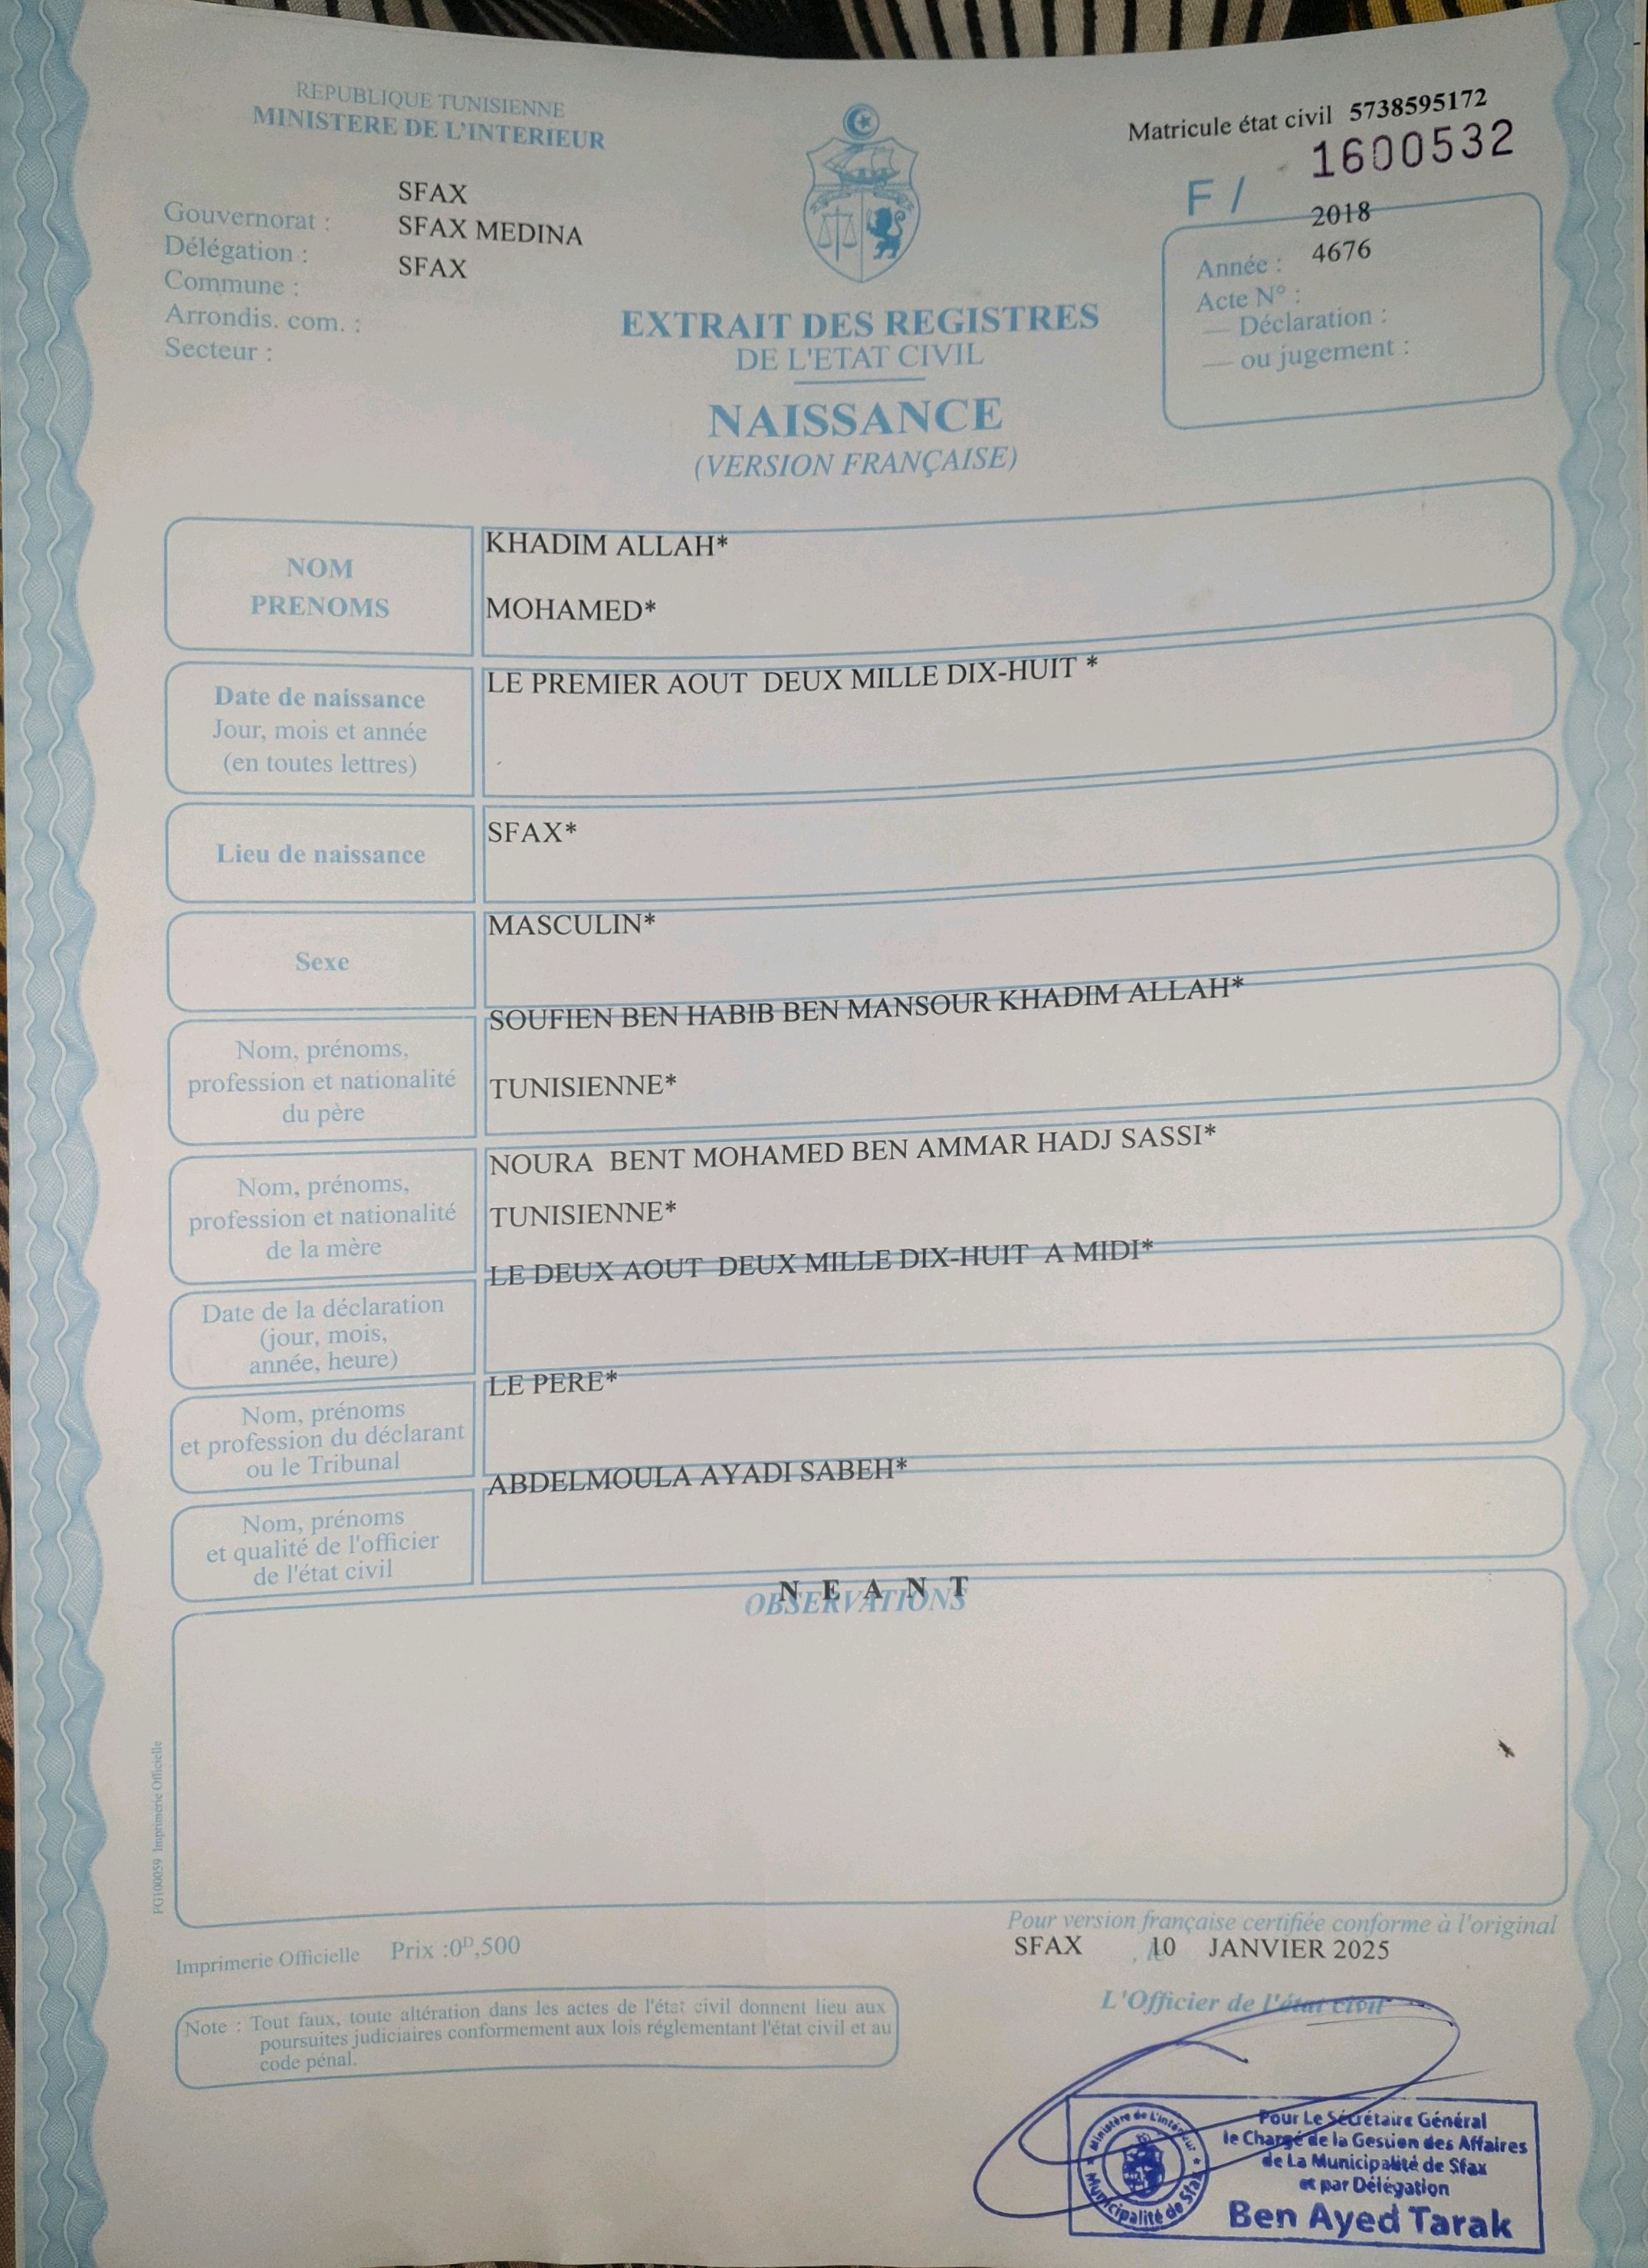 REPUBLIQUE TUNISIENNE
MINISTERE DE L'INTERIEUR
Matricule état civil 5738595172
1600532
F /
SFAX
Gouvernorat :
SFAX MEDINA
Délégation :
SFAX
Commune :
Arrondis. com. :
Secteur :
2018
Année :
4676
Acte N° :
— Déclaration :
— ou jugement :
EXTRAIT DES REGISTRES
DE L'ETAT CIVIL
NAISSANCE
(VERSION FRANÇAISE)
NOM
PRENOMS
KHADIM ALLAH*
MOHAMED*
Date de naissance
Jour, mois et année
(en toutes lettres)
LE PREMIER AOUT DEUX MILLE DIX-HUIT *
Lieu de naissance
SFAX*
Sexe
MASCULIN*
Nom, prénoms,
profession et nationalité
du père
SOUFIEN BEN HABIB BEN MANSOUR KHADIM ALLAH*
TUNISIENNE*
Nom, prénoms,
profession et nationalité
de la mère
NOURA BENT MOHAMED BEN AMMAR HADJ SASSI*
TUNISIENNE*
Date de la déclaration
(jour, mois,
année, heure)
LE DEUX AOUT DEUX MILLE DIX-HUIT A MIDI*
Nom, prénoms
et profession du déclarant
ou le Tribunal
LE PERE*
Nom, prénoms
et qualité de l'officier
de l'état civil
ABDELMOULA AYADI SABEH*
N E A N T
OBSERVATIONS
PG100059 Imprimerie Officielle
Imprimerie Officielle Prix :0D,500
Pour version française certifiée conforme à l'original
SFAX , 10 JANVIER 2025
L'Officier de l'état civil
Note : Tout faux, toute altération dans les actes de l'état civil donnent lieu aux
poursuites judiciaires conformement aux lois réglementant l'état civil et au
code pénal.
Ministère de L'intérieur
Municipalité de Sfax
Pour Le Sécrétaire Général
le Chargé de la Gestion des Affaires
de La Municipalité de Sfax
et par Délégation
Ben Ayed Tarak